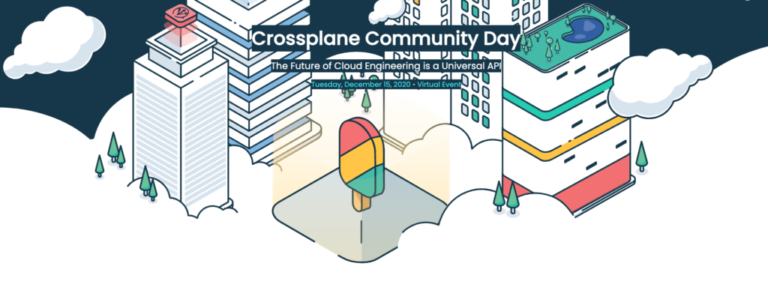 Crossplane Community Day
The Future of Cloud Engineering is a Universal API
Tuesday, December 15, 2020 • Virtual Event